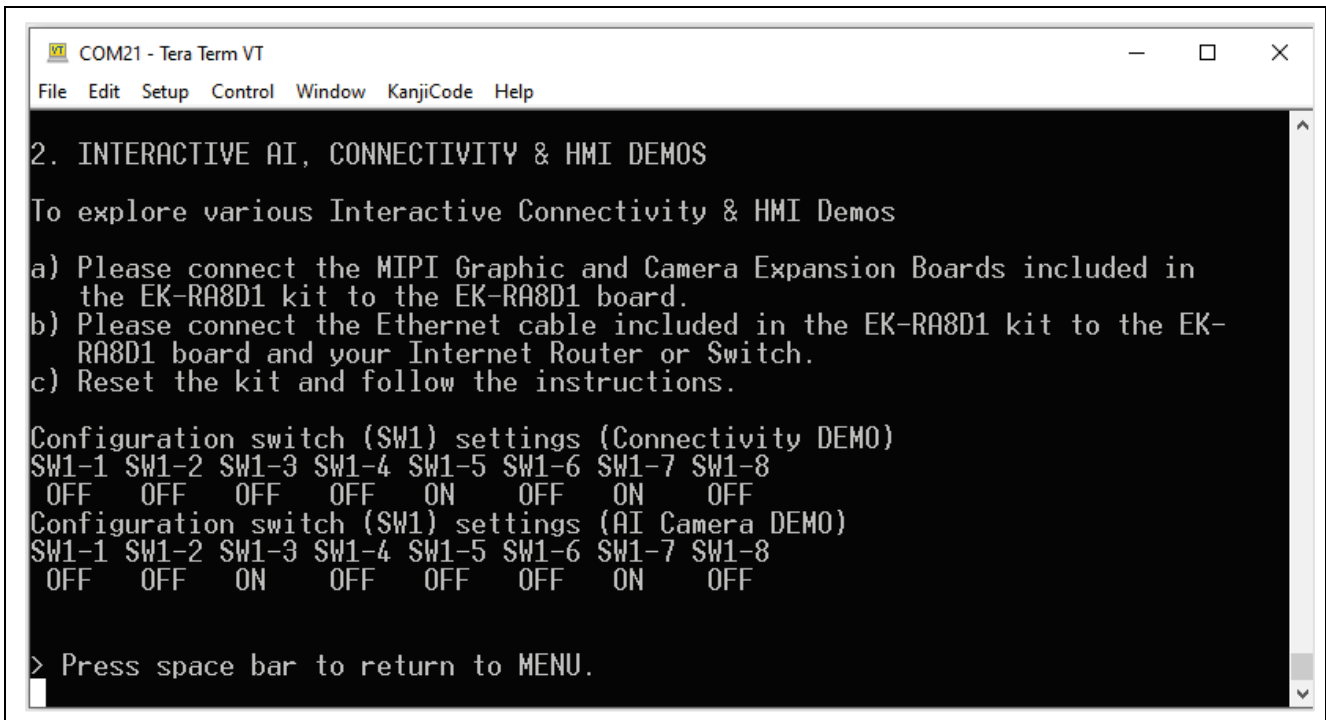 COM21 - Tera Term VT
File Edit Setup Control Window KanjiCode Help
2. INTERACTIVE AI, CONNECTIVITY & HMI DEMOS
To explore various Interactive Connectivity & HMI Demos
a) Please connect the MIPI Graphic and Camera Expansion Boards included in
the EK-RA8D1 kit to the EK-RA8D1 board.
b) Please connect the Ethernet cable included in the EK-RA8D1 kit to the EK-
RA8D1 board and your Internet Router or Switch.
c) Reset the kit and follow the instructions.
Configuration switch (SW1) settings (Connectivity DEMO)
SW1-1 SW1-2 SW1-3 SW1-4 SW1-5 SW1-6 SW1-7 SW1-8
OFF OFF OFF OFF ON OFF ON OFF
Configuration switch (SW1) settings (AI Camera DEMO)
SW1-1 SW1-2 SW1-3 SW1-4 SW1-5 SW1-6 SW1-7 SW1-8
OFF OFF ON OFF OFF OFF ON OFF
> Press space bar to return to MENU.